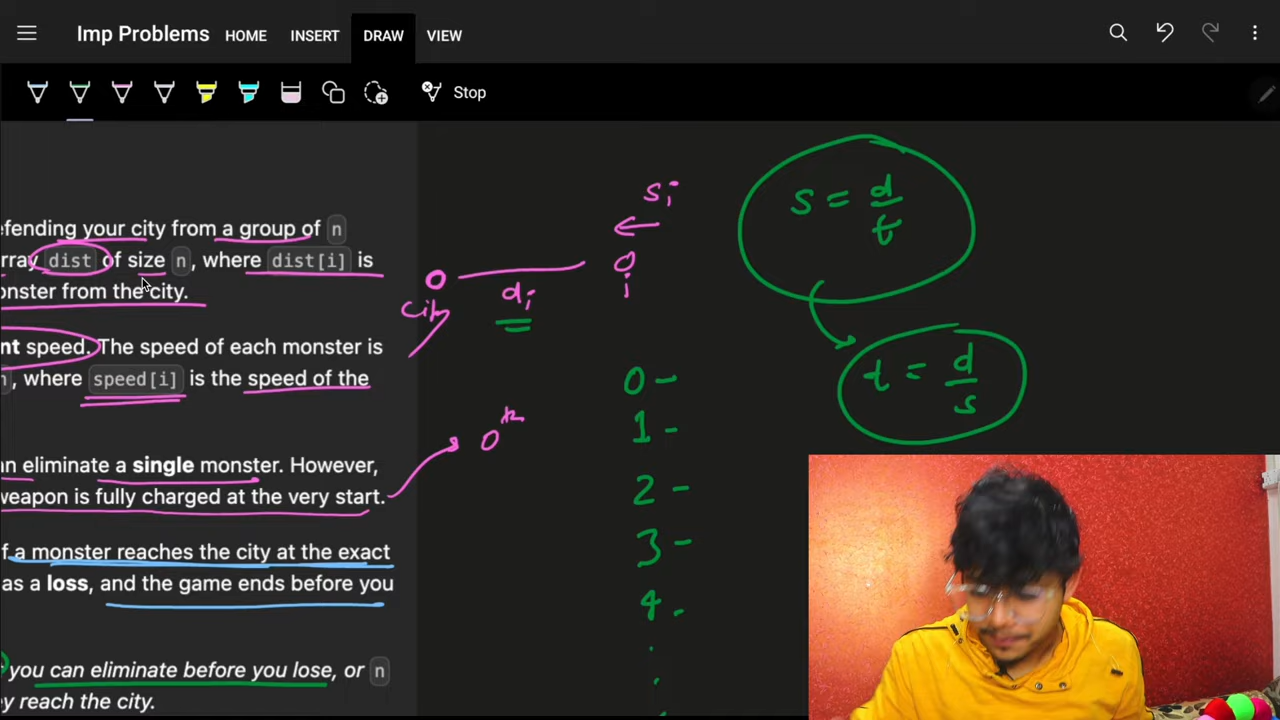 Imp Problems HOME INSERT DRAW VIEW
Stop
efending your city from a group of n
rray dist of size n, where dist[i] is
onster from the city.
nt speed. The speed of each monster is
n, where speed[i] is the speed of the
an eliminate a single monster. However,
weapon is fully charged at the very start.
f a monster reaches the city at the exact
as a loss, and the game ends before you
you can eliminate before you lose, or n
ey reach the city.
si
0
i
City
di
0th
0 -
1 -
2 -
3 -
4 -
s = d
t
t = d
s